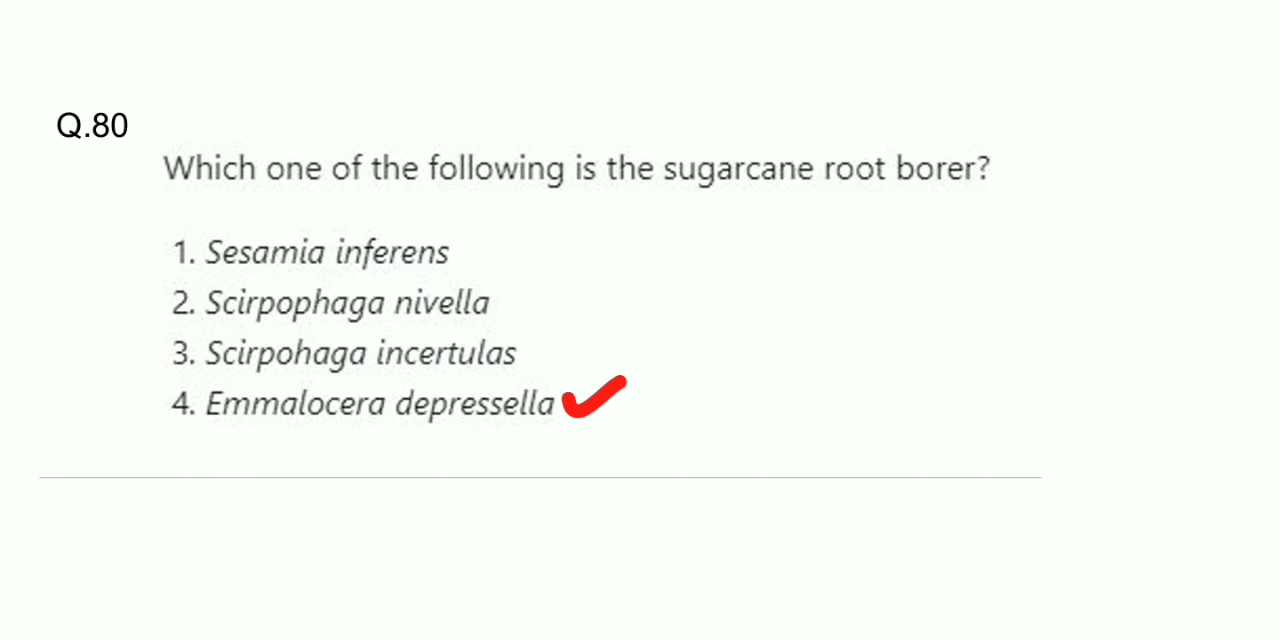 Q.80
Which one of the following is the sugarcane root borer?
1. Sesamia inferens
2. Scirpophaga nivella
3. Scirpohaga incertulas
4. Emmalocera depressella